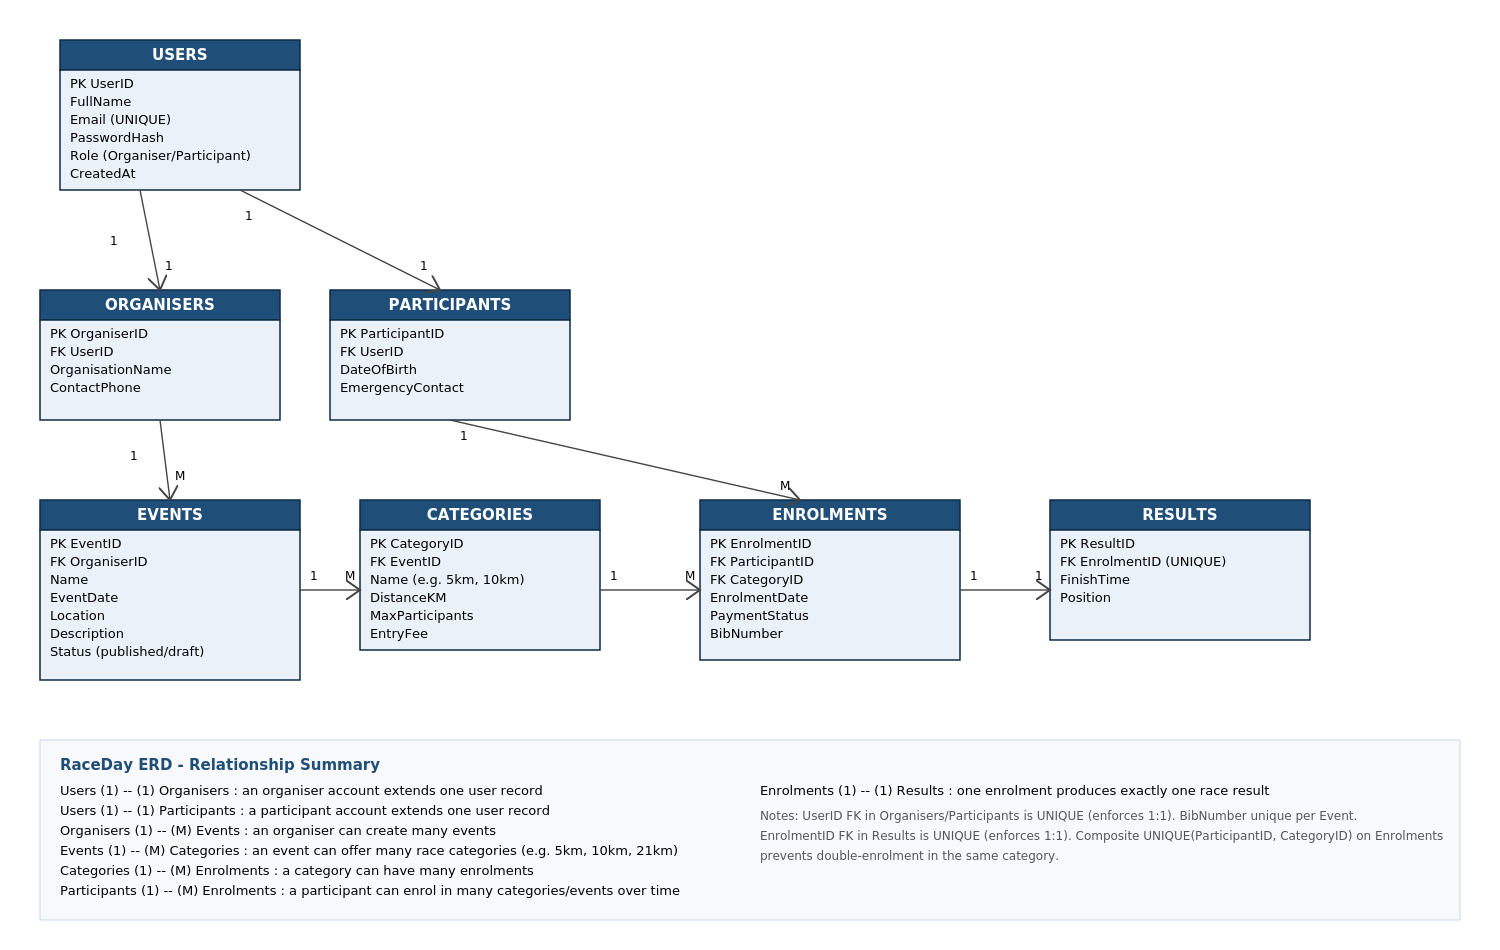 USERS
PK UserID
FullName
Email (UNIQUE)
PasswordHash
Role (Organiser/Participant)
CreatedAt
1
1
1
1
ORGANISERS
PK OrganiserID
FK UserID
OrganisationName
ContactPhone
PARTICIPANTS
PK ParticipantID
FK UserID
DateOfBirth
EmergencyContact
1
1
M
M
EVENTS
PK EventID
FK OrganiserID
Name
EventDate
Location
Description
Status (published/draft)
1
M
CATEGORIES
PK CategoryID
FK EventID
Name (e.g. 5km, 10km)
DistanceKM
MaxParticipants
EntryFee
1
M
ENROLMENTS
PK EnrolmentID
FK ParticipantID
FK CategoryID
EnrolmentDate
PaymentStatus
BibNumber
1
1
RESULTS
PK ResultID
FK EnrolmentID (UNIQUE)
FinishTime
Position
RaceDay ERD - Relationship Summary
Users (1) -- (1) Organisers : an organiser account extends one user record
Users (1) -- (1) Participants : a participant account extends one user record
Organisers (1) -- (M) Events : an organiser can create many events
Events (1) -- (M) Categories : an event can offer many race categories (e.g. 5km, 10km, 21km)
Categories (1) -- (M) Enrolments : a category can have many enrolments
Participants (1) -- (M) Enrolments : a participant can enrol in many categories/events over time
Enrolments (1) -- (1) Results : one enrolment produces exactly one race result
Notes: UserID FK in Organisers/Participants is UNIQUE (enforces 1:1). BibNumber unique per Event.
EnrolmentID FK in Results is UNIQUE (enforces 1:1). Composite UNIQUE(ParticipantID, CategoryID) on Enrolments
prevents double-enrolment in the same category.